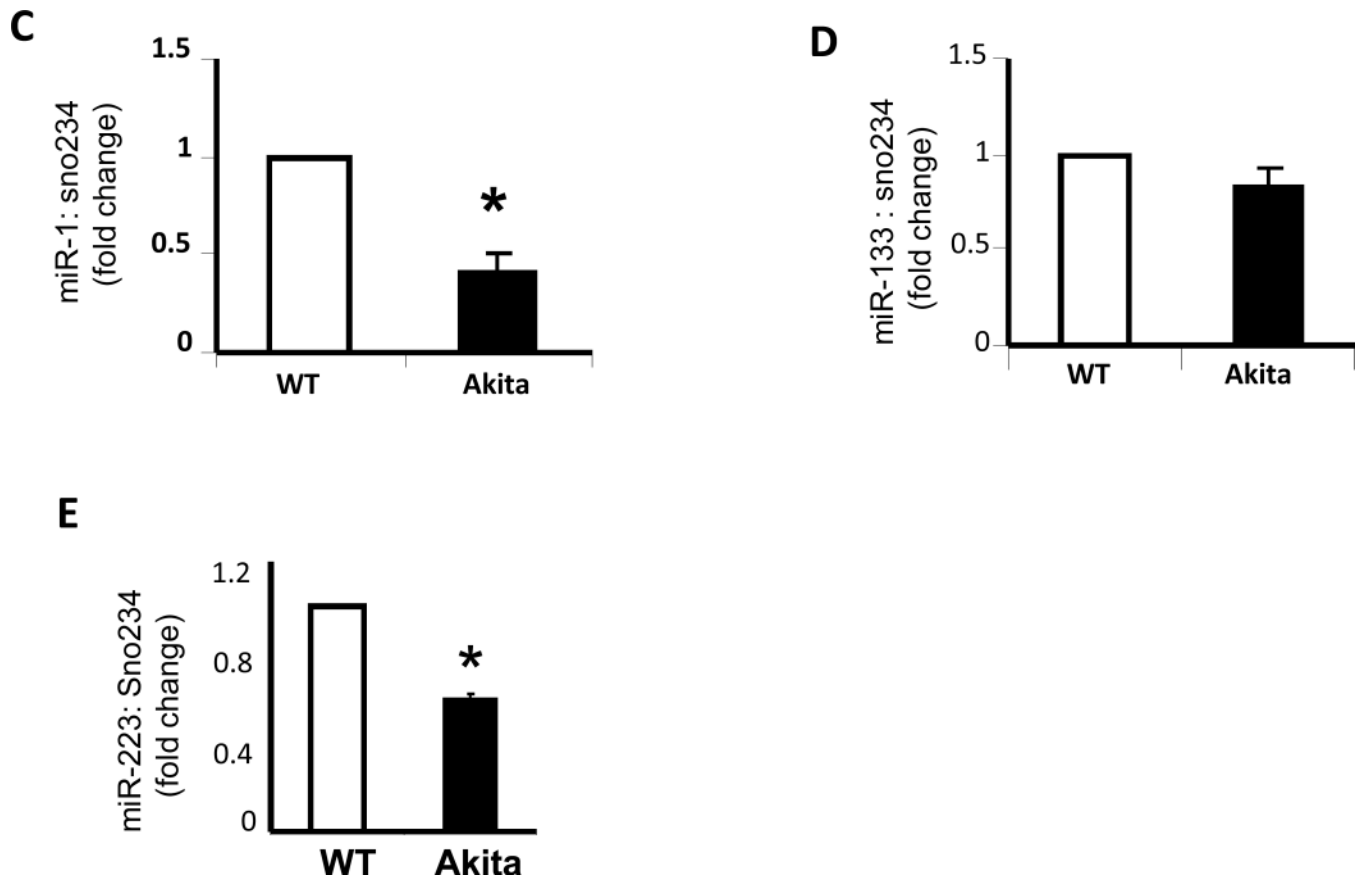 C
miR-1: sno234
(fold change)
1.5
1
0.5
0
*
WT Akita
D
miR-133 : sno234
(fold change)
1.5
1
0.5
0
WT Akita
E
miR-223: Sno234
(fold change)
1.2
0.8
0.4
0
*
WT Akita